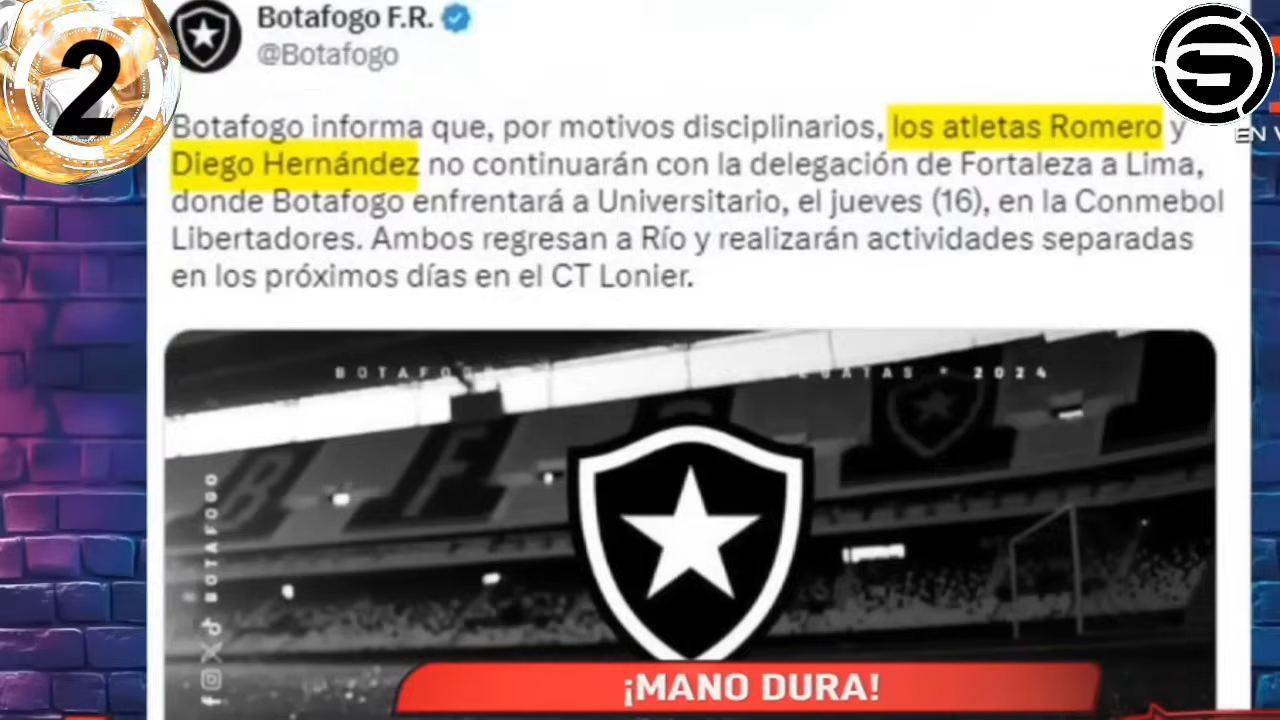 2
Botafogo F.R.
@Botafogo
S
EN V
Botafogo informa que, por motivos disciplinarios, los atletas Romero y
Diego Hernández no continuarán con la delegación de Fortaleza a Lima,
donde Botafogo enfrentará a Universitario, el jueves (16), en la Conmebol
Libertadores. Ambos regresan a Río y realizarán actividades separadas
en los próximos días en el CT Lonier.
2024
B F
BOTAFOGO
¡MANO DURA!